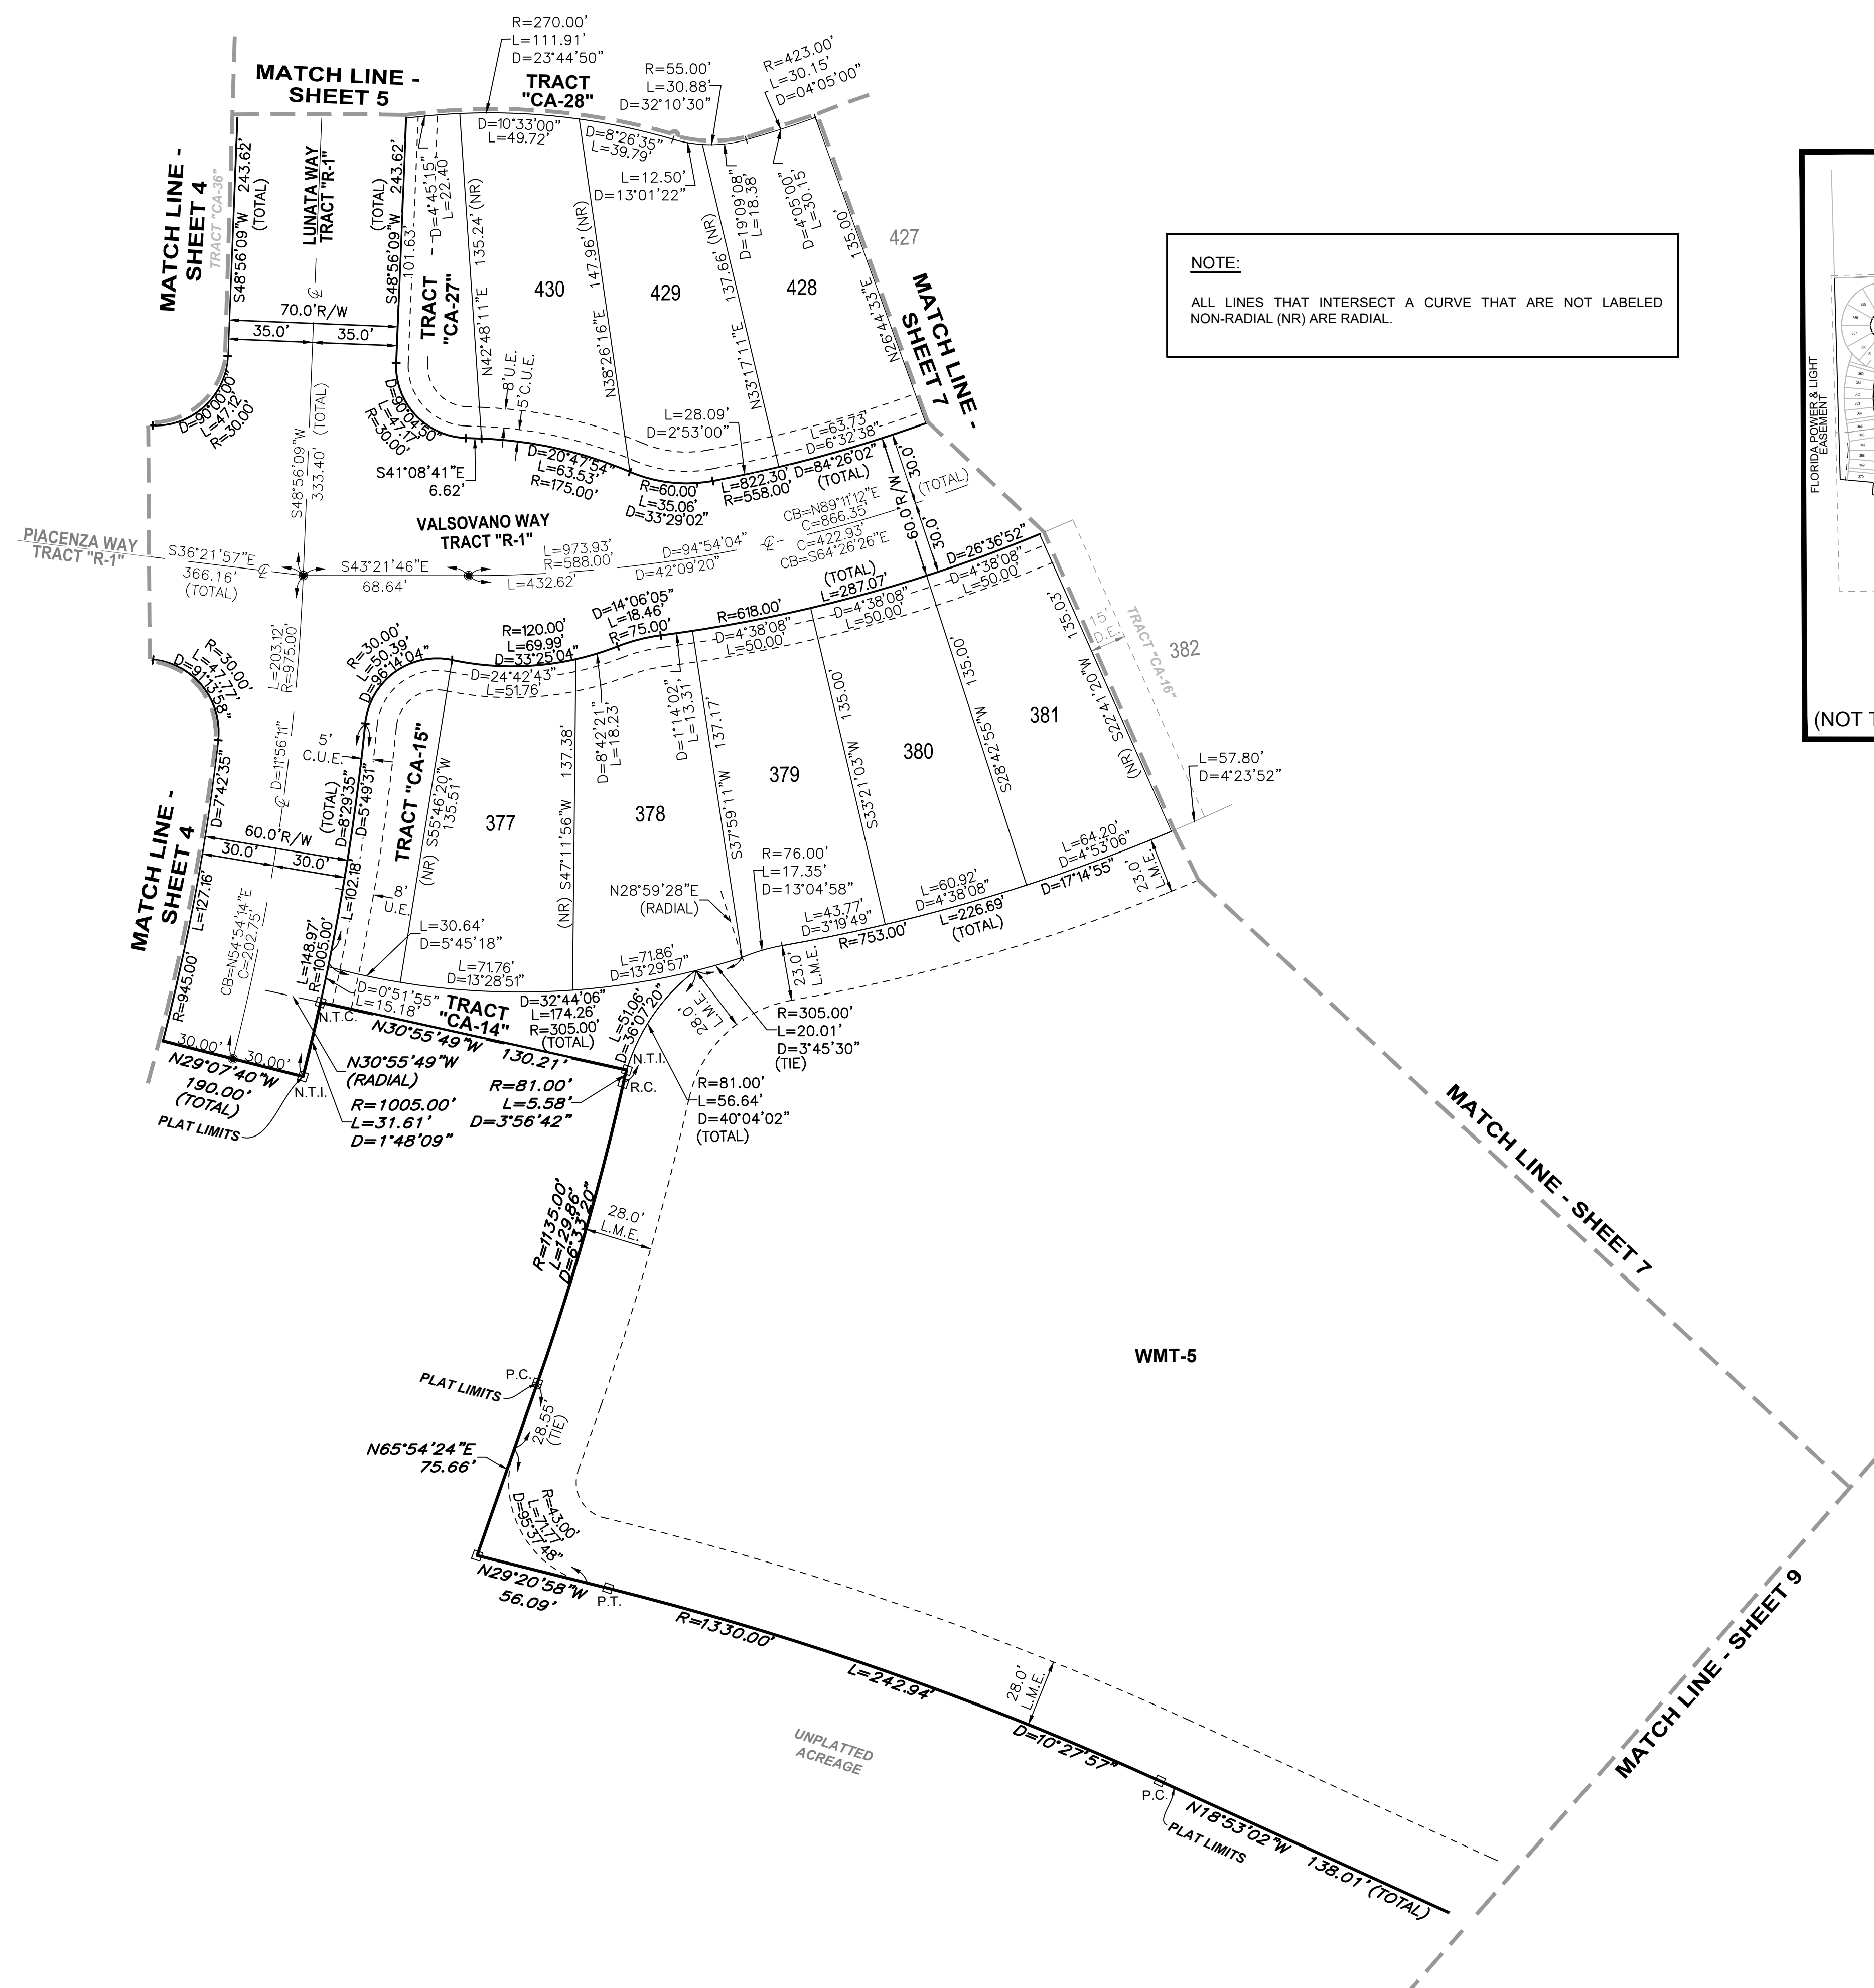 R=270.00'
L=111.91'
D=23°44'50"
MATCH LINE -
SHEET 5
TRACT
"CA-28"
R=55.00'
L=30.88'
D=32°10'30"
R=423.00'
L=30.15'
D=04°05'00"
D=10°33'00"
L=49.72'
D=8°26'35"
L=39.79'
L=12.50'
D=13°01'22"
D=19°09'08"
L=18.38'
D=4°05'00"
L=30.15'
MATCH LINE -
SHEET 4
TRACT "CA-36"
S48°56'09"W 243.62'
(TOTAL)
LUNATA WAY
TRACT "R-1"
(TOTAL)
S48°56'09"W 243.62'
101.63'
D=4°45'15"
L=22.40'
TRACT
"CA-27"
N42°48'11"E 135.24' (NR)
430
N38°26'16"E 147.96' (NR)
429
N33°17'11"E 137.66' (NR)
428
N26°44'33"E 135.00'
427
MATCH LINE -
SHEET 7
70.0'R/W
35.0'
35.0'
D=90°00'00"
L=47.12'
R=30.00'
S48°56'09"W
333.40' (TOTAL)
D=90°04'50"
L=47.17'
R=30.00'
8'U.E.
5'C.U.E.
S41°08'41"E
6.62'
D=20°47'54"
L=63.53'
R=175.00'
R=60.00'
L=35.06'
D=33°29'02"
L=28.09'
D=2°53'00"
L=63.73'
D=6°32'38"
L=822.30' D=84°26'02"
R=558.00' (TOTAL)
30.0'
60.0'R/W
30.0'
VALSOVANO WAY
TRACT "R-1"
CB=N89°11'12"E
C=866.35'
(TOTAL)
C=422.93'
CB=S64°26'26"E
L=973.93'
R=588.00'
D=94°54'04"
D=42°09'20"
L=432.62'
PIACENZA WAY
TRACT "R-1"
S36°21'57"E
366.16'
(TOTAL)
S43°21'46"E
68.64'
D=26°36'52"
(TOTAL)
L=287.07'
R=618.00'
D=4°38'08"
L=50.00'
D=4°38'08"
L=50.00'
D=4°38'08"
L=50.00'
D=14°06'05"
L=18.46'
R=75.00'
R=120.00'
L=69.99'
D=33°25'04"
D=24°42'43"
L=51.76'
R=30.00'
L=50.39'
D=96°14'04"
R=30.00'
L=47.77'
D=91°13'58"
L=203.12'
R=975.00'
D=11°56'11"
5'
C.U.E.
D=7°42'35"
(TOTAL)
D=8°29'35"
D=5°49'31"
TRACT "CA-15"
(NR) S55°46'20"W
135.51'
377
(NR) S47°11'56"W 137.38'
D=8°42'21"
L=18.23'
378
D=1°14'02"
L=13.31'
S37°59'11"W 137.17'
379
S33°21'03"W 135.00'
380
S28°42'55"W 135.00'
381
(NR) S22°41'20"W 135.03'
15'
D.E.
TRACT "CA-16"
382
L=57.80'
D=4°23'52"
60.0'R/W
30.0'
30.0'
MATCH LINE -
SHEET 4
L=127.16'
R=945.00'
CB=N54°54'14"E
C=202.75'
L=102.18'
L=148.97'
R=1005.00'
8'
U.E.
L=30.64'
D=5°45'18"
L=71.76'
D=13°28'51"
L=71.86'
D=13°29'57"
N28°59'28"E
(RADIAL)
R=76.00'
L=17.35'
D=13°04'58"
L=43.77'
D=3°19'49"
R=753.00'
L=60.92'
D=4°38'08"
L=226.69'
(TOTAL)
L=64.20'
D=4°53'06"
D=17°14'55"
23.0'
L.M.E.
23.0'
L.M.E.
D=0°51'55"
L=15.18'
TRACT
"CA-14"
D=32°44'06"
L=174.26'
R=305.00'
(TOTAL)
L=51.06'
D=36°07'20"
28.0'
L.M.E.
R=305.00'
L=20.01'
D=3°45'30"
(TIE)
N.T.C.
N30°55'49"W 130.21'
N.T.I.
R.C.
30.00'
30.00'
N29°07'40"W
190.00'
(TOTAL)
PLAT LIMITS
N.T.I.
N30°55'49"W
(RADIAL)
R=1005.00'
L=31.61'
D=1°48'09"
R=81.00'
L=5.58'
D=3°56'42"
R=81.00'
L=56.64'
D=40°04'02"
(TOTAL)
R=1135.00'
L=129.86'
D=6°33'20"
28.0'
L.M.E.
P.C.
PLAT LIMITS
28.55'
(TIE)
N65°54'24"E
75.66'
R=43.00'
L=71.77'
D=95°37'48"
N29°20'58"W
56.09'
P.T.
R=1330.00'
L=242.94'
D=10°27'57"
28.0'
L.M.E.
UNPLATTED
ACREAGE
P.C.
PLAT LIMITS
N18°53'02"W 138.01' (TOTAL)
WMT-5
MATCH LINE - SHEET 7
MATCH LINE - SHEET 9
NOTE:
ALL LINES THAT INTERSECT A CURVE THAT ARE NOT LABELED
NON-RADIAL (NR) ARE RADIAL.
FLORIDA POWER & LIGHT
EASEMENT
(NOT T